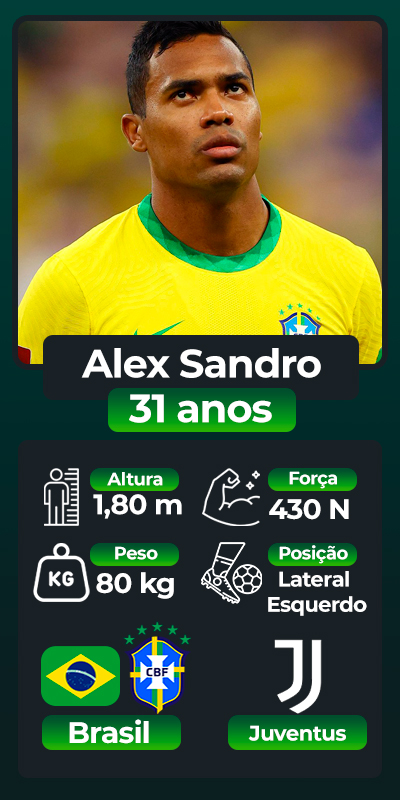 Alex Sandro
31 anos
Altura
1,80 m
Força
430 N
KG
Peso
80 kg
Posição
Lateral
Esquerdo
CBF
Brasil
Juventus